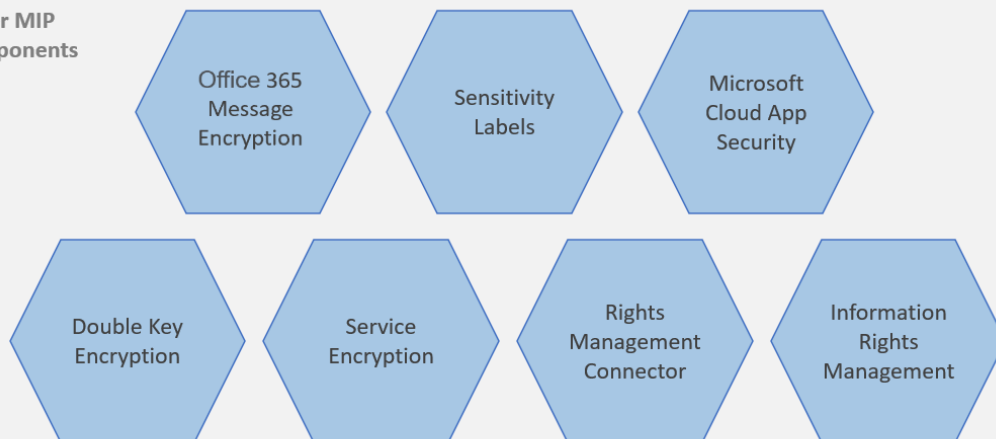 r MIP
ponents
Office 365
Message
Encryption
Sensitivity
Labels
Microsoft
Cloud App
Security
Double Key
Encryption
Service
Encryption
Rights
Management
Connector
Information
Rights
Management